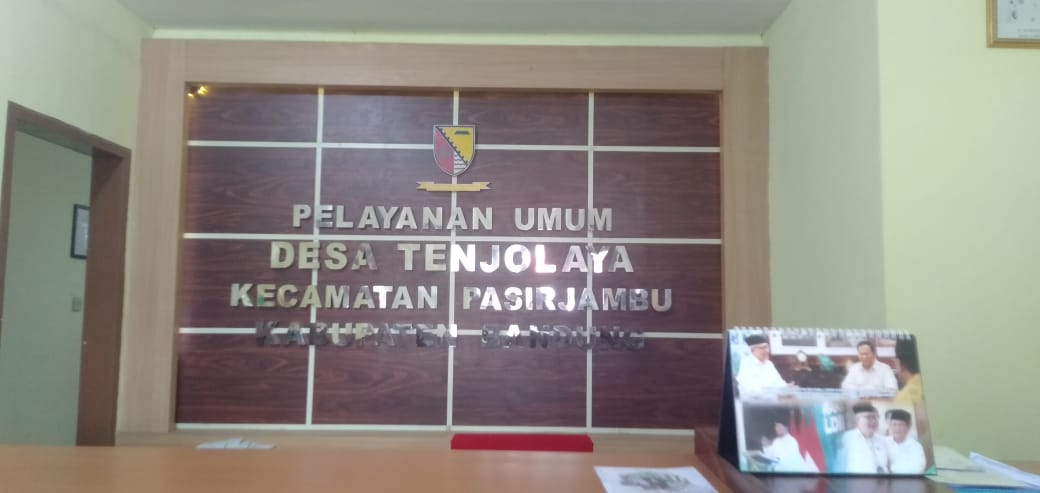 PELAYANAN UMUM
DESA TENJOLAYA
KECAMATAN PASIRJAMBU
KABUPATEN BANDUNG